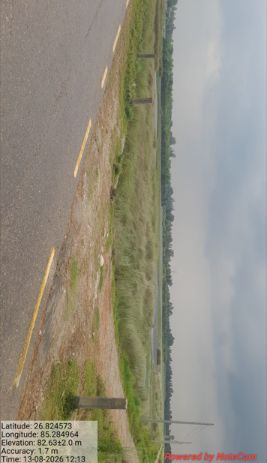 Latitude: 26.824573
Longitude: 85.284964
Elevation: 82.63±2.0 m
Accuracy: 1.7 m
Time: 13-08-2026 12:13
Powered by NoteCam